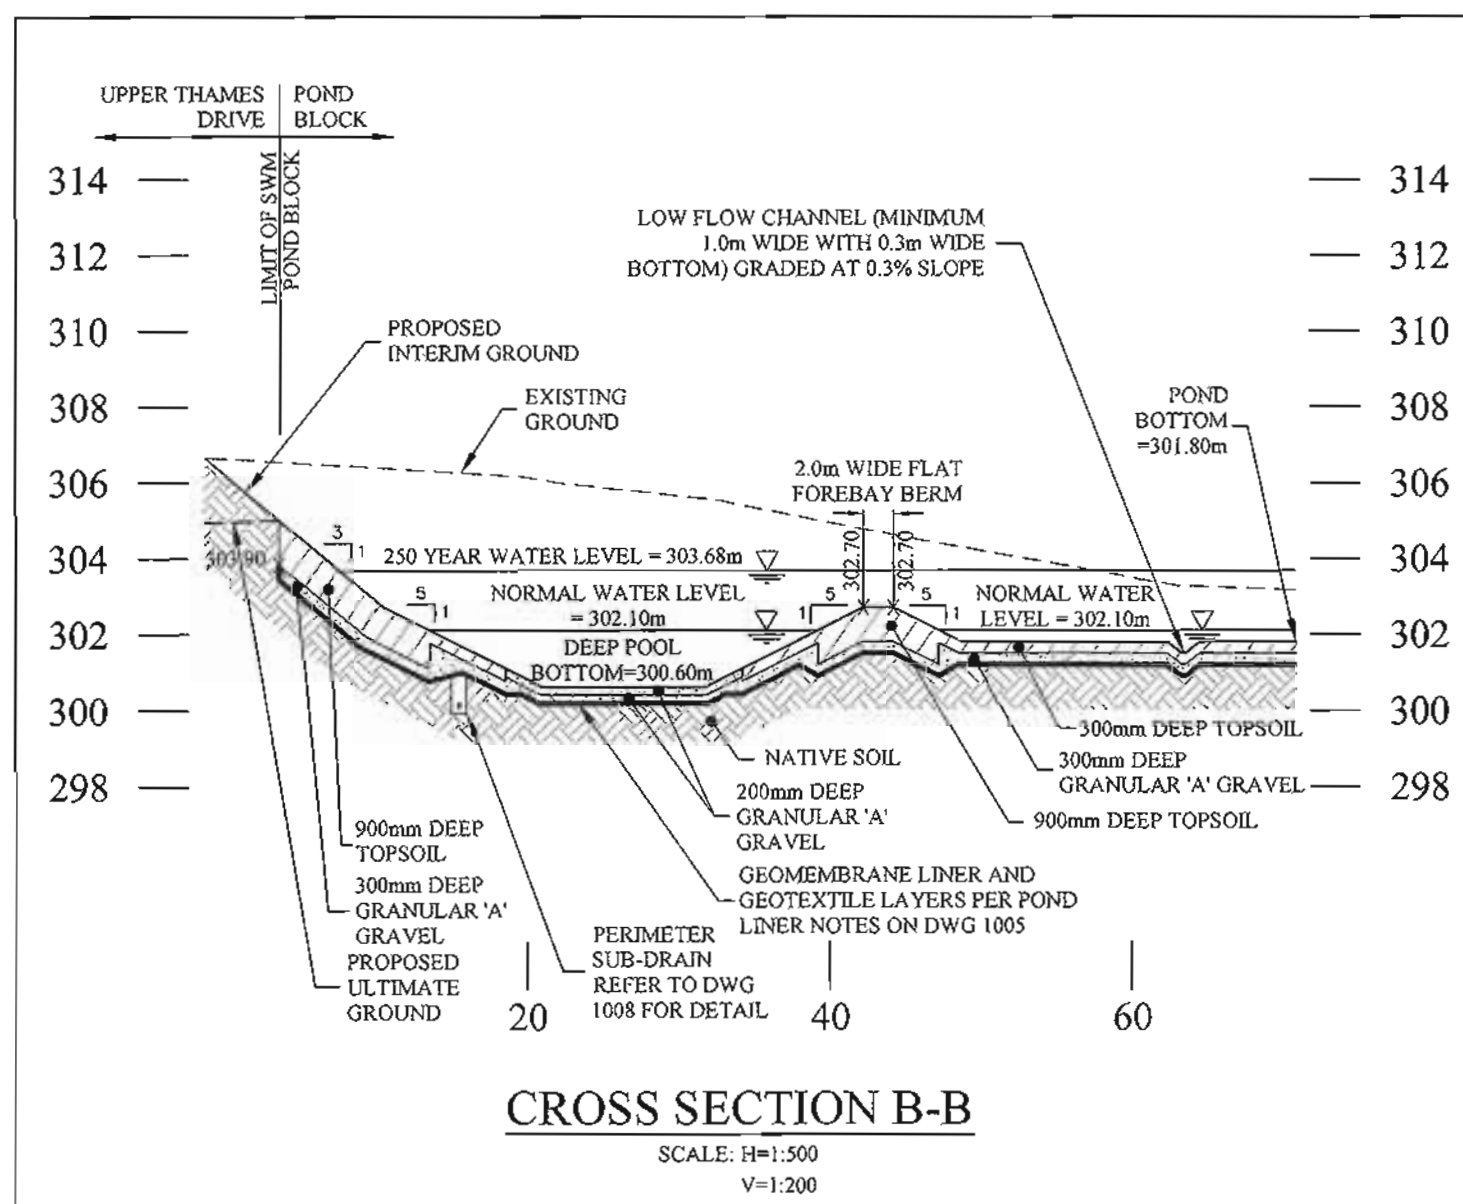 UPPER THAMES
DRIVE
POND
BLOCK
LIMIT OF SWM
POND BLOCK
314
312
310
308
306
304
302
300
298
314
312
310
308
306
304
302
300
298
LOW FLOW CHANNEL (MINIMUM
1.0m WIDE WITH 0.3m WIDE
BOTTOM) GRADED AT 0.3% SLOPE
PROPOSED
INTERIM GROUND
EXISTING
GROUND
POND
BOTTOM
=301.80m
2.0m WIDE FLAT
FOREBAY BERM
302.70
302.70
303.90
3
1
250 YEAR WATER LEVEL = 303.68m
5
1
NORMAL WATER LEVEL
= 302.10m
5
1
5
1
NORMAL WATER
LEVEL = 302.10m
DEEP POOL
BOTTOM=300.60m
NATIVE SOIL
300mm DEEP TOPSOIL
300mm DEEP
GRANULAR 'A' GRAVEL
900mm DEEP TOPSOIL
200mm DEEP
GRANULAR 'A'
GRAVEL
900mm DEEP
TOPSOIL
300mm DEEP
GRANULAR 'A'
GRAVEL
PROPOSED
ULTIMATE
GROUND
GEOMEMBRANE LINER AND
GEOTEXTILE LAYERS PER POND
LINER NOTES ON DWG 1005
PERIMETER
SUB-DRAIN
REFER TO DWG
1008 FOR DETAIL
20
40
60
CROSS SECTION B-B
SCALE: H=1:500
V=1:200